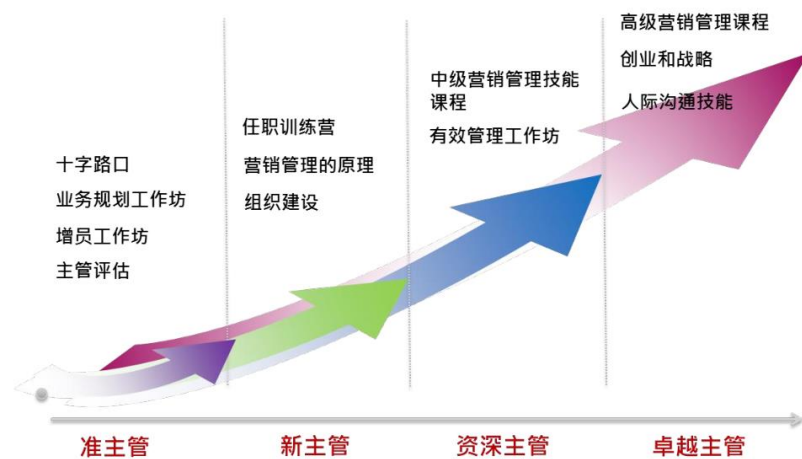 十字路口
业务规划工作坊
增员工作坊
主管评估
任职训练营
营销管理的原理
组织建设
中级营销管理技能
课程
有效管理工作坊
高级营销管理课程
创业和战略
人际沟通技能
准主管
新主管
资深主管
卓越主管